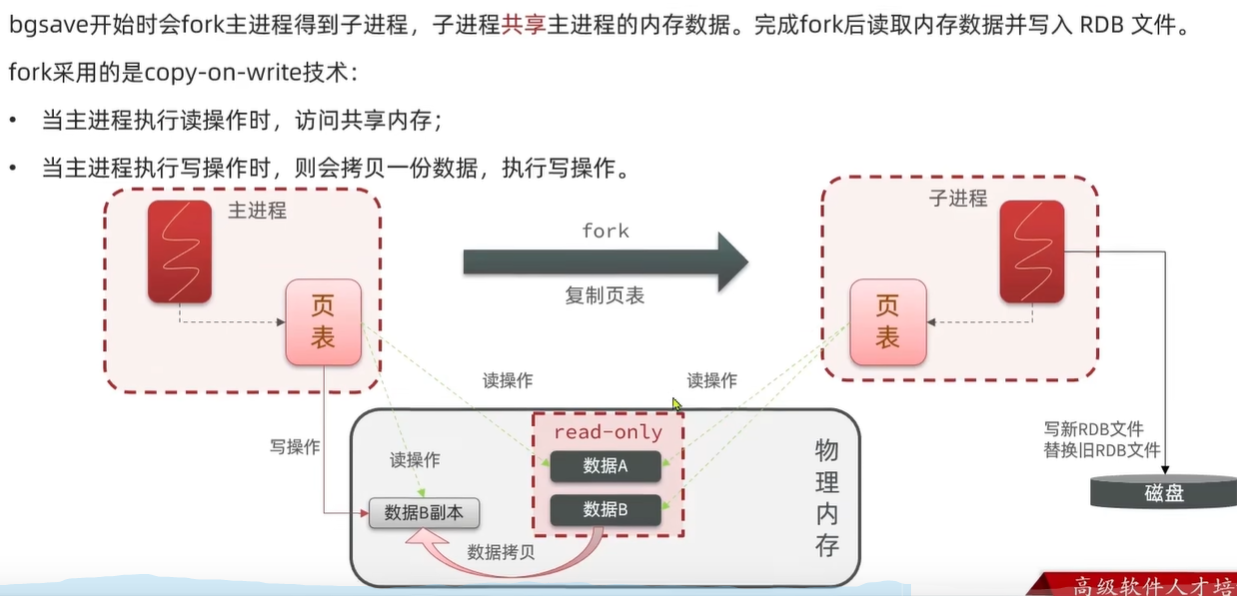 bgsave开始时会fork主进程得到子进程，子进程共享主进程的内存数据。完成fork后读取内存数据并写入 RDB 文件。
fork采用的是copy-on-write技术：
• 当主进程执行读操作时，访问共享内存；
• 当主进程执行写操作时，则会拷贝一份数据，执行写操作。
主进程
页表
fork
复制页表
子进程
页表
读操作
读操作
写操作
读操作
read-only
数据A
数据B
数据B副本
数据拷贝
物理内存
写新RDB文件
替换旧RDB文件
磁盘
高级软件人才培